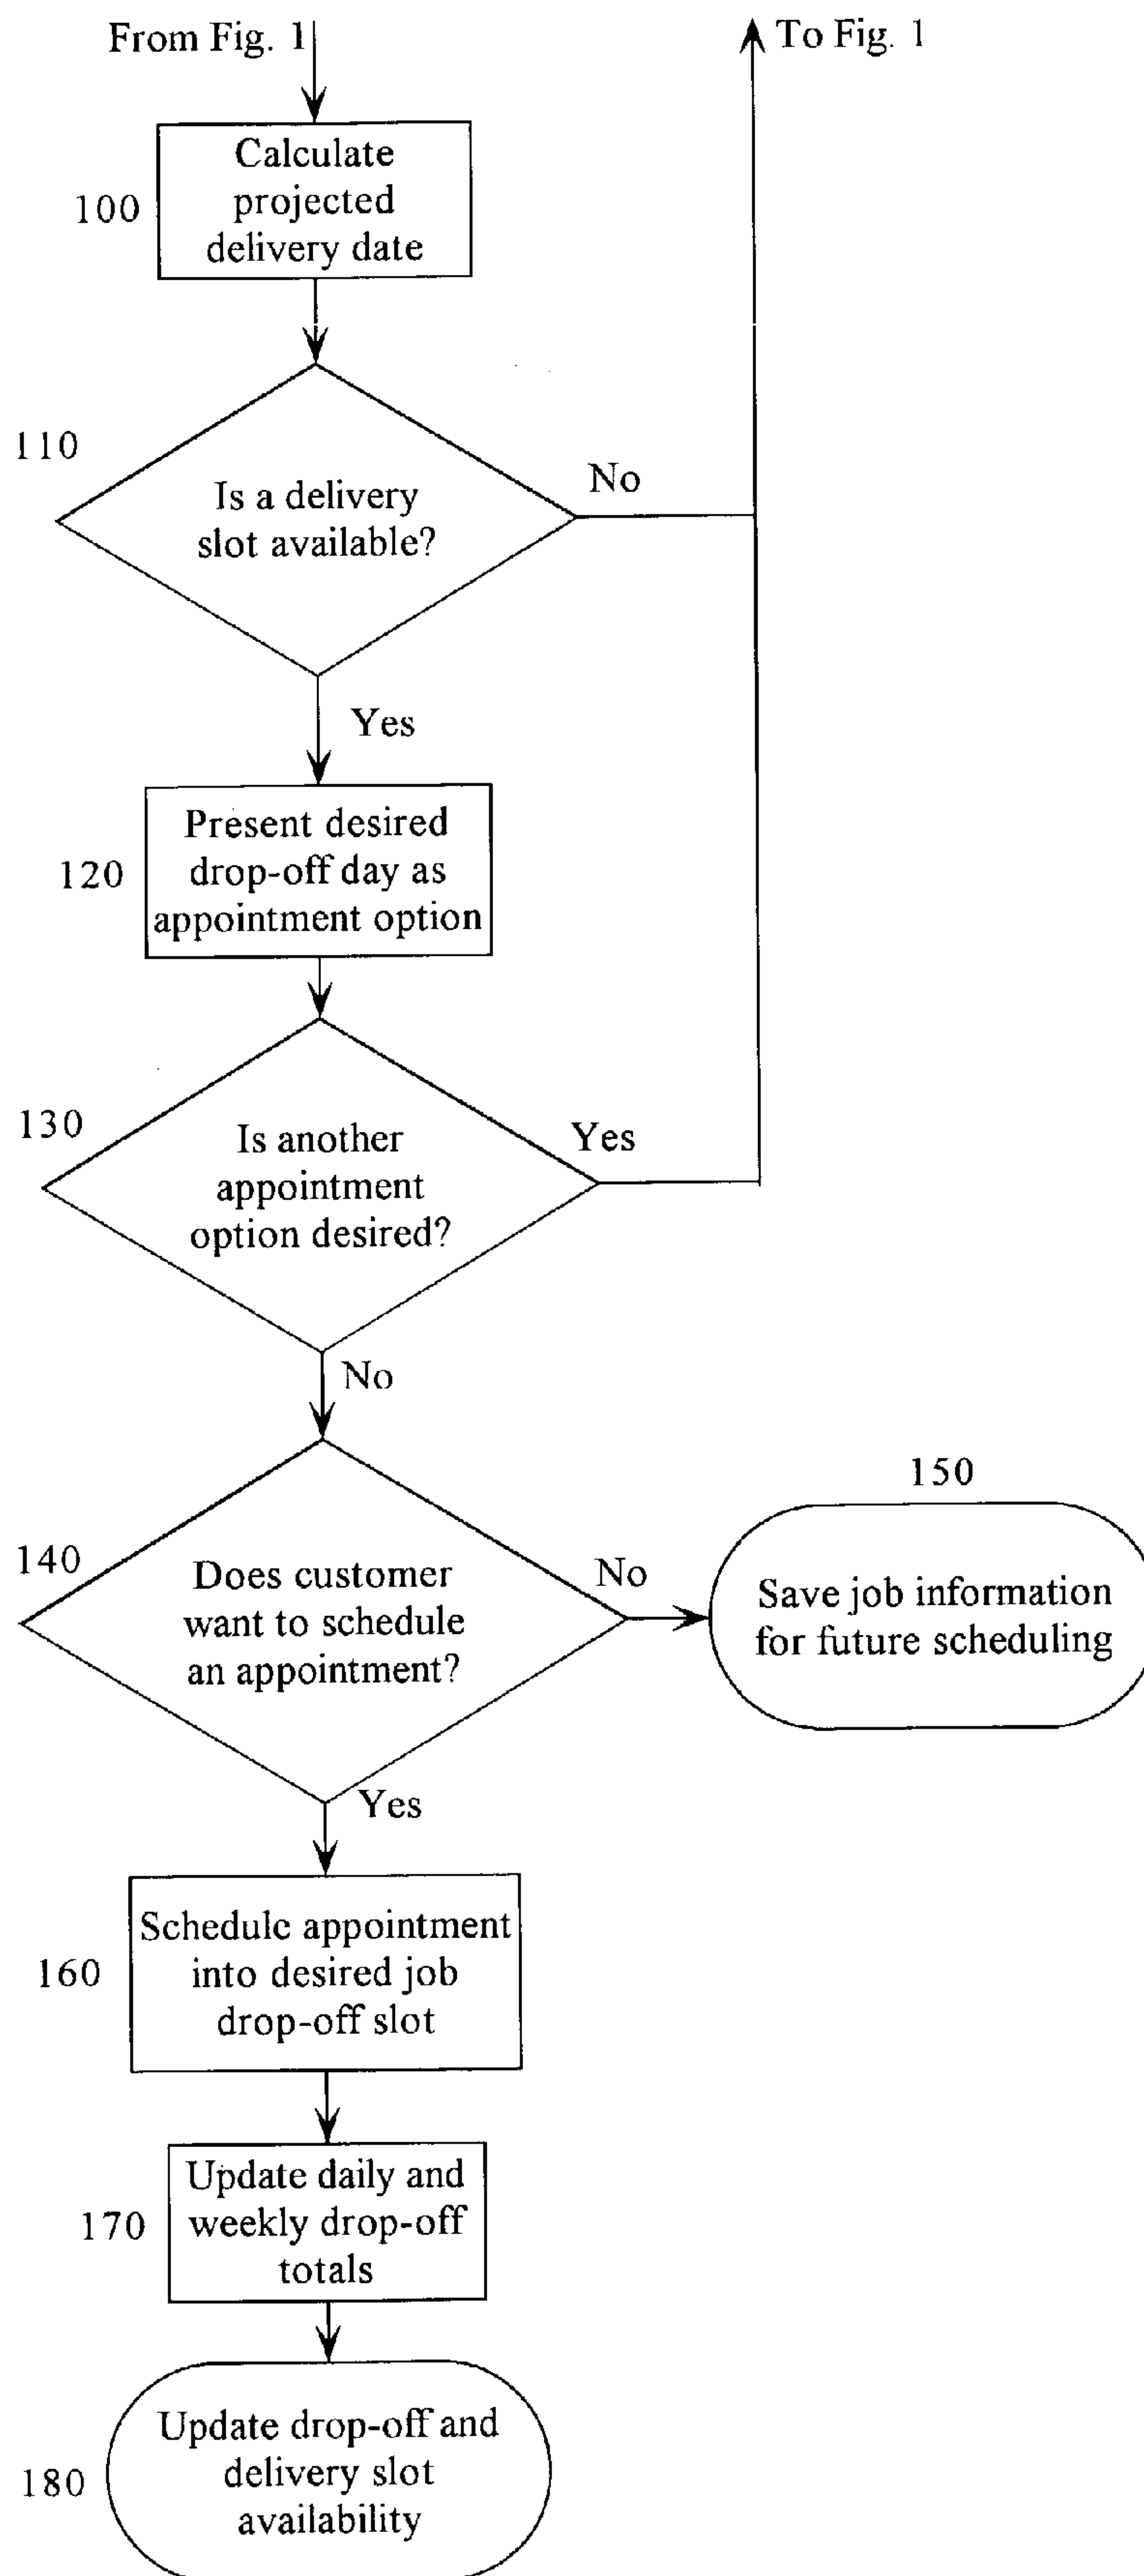 From Fig. 1
To Fig. 1
Calculate
projected
delivery date
100
110
Is a delivery
slot available?
No
Yes
Present desired
drop-off day as
appointment option
120
130
Is another
appointment
option desired?
Yes
No
140
Does customer
want to schedule
an appointment?
No
150
Save job information
for future scheduling
Yes
Schedule appointment
into desired job
drop-off slot
160
Update daily and
weekly drop-off
totals
170
Update drop-off and
delivery slot
availability
180